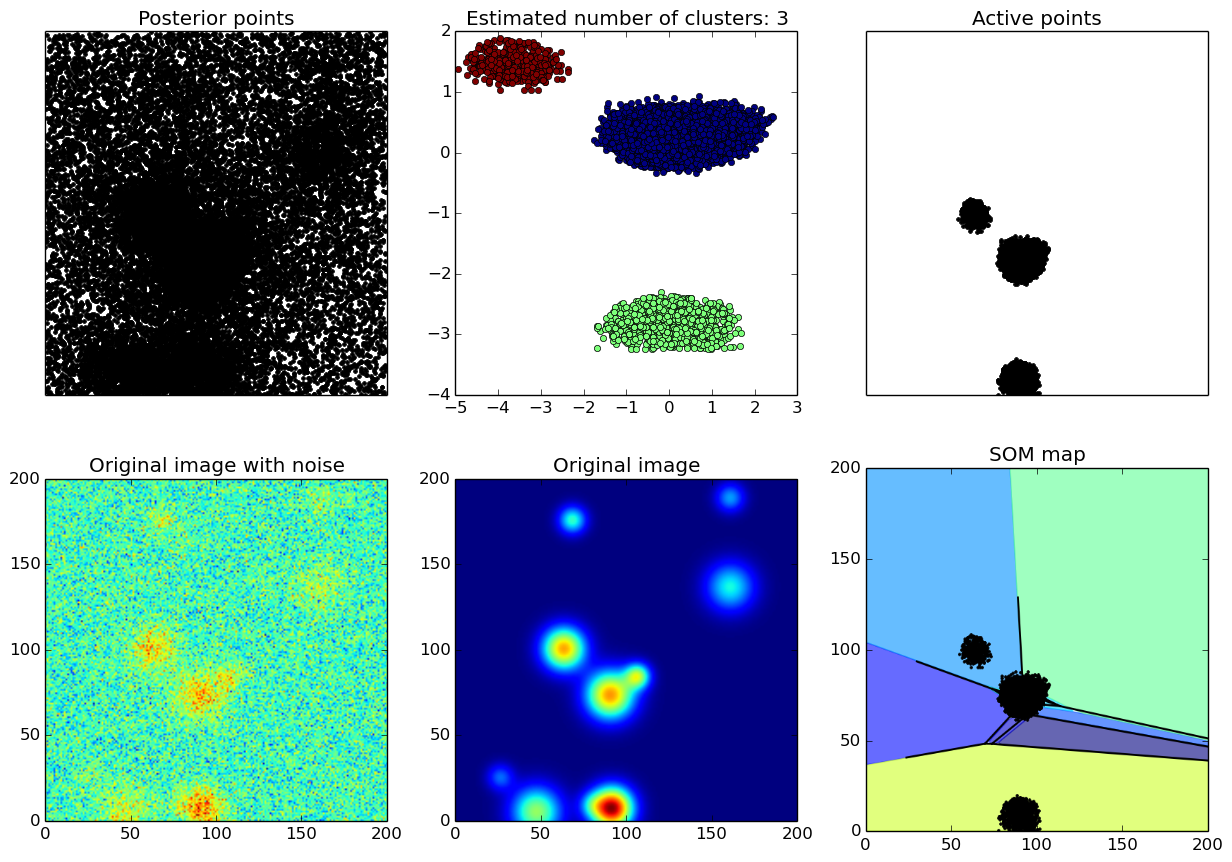 Posterior points
Estimated number of clusters: 3
Active points
2
1
0
−1
−2
−3
−4
−5 −4 −3 −2 −1 0 1 2 3
Original image with noise
Original image
SOM map
200
150
100
50
0
0 50 100 150 200
200
150
100
50
0
0 50 100 150 200
200
150
100
50
0
0 50 100 150 200